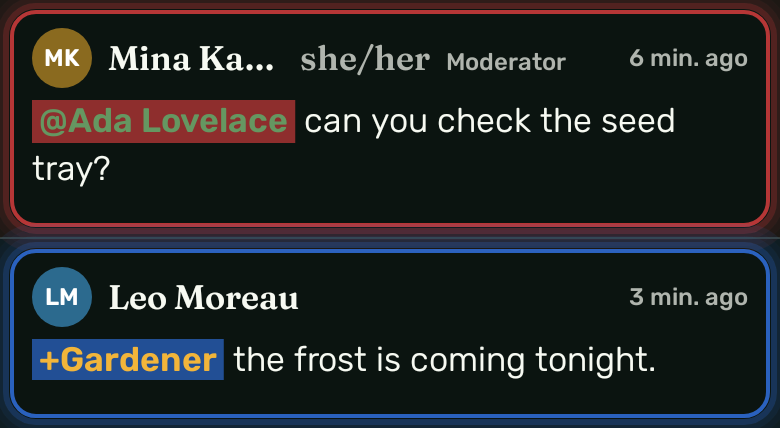 MK Mina Ka... she/her Moderator 6 min. ago
@Ada Lovelace can you check the seed
tray?
LM Leo Moreau 3 min. ago
+Gardener the frost is coming tonight.